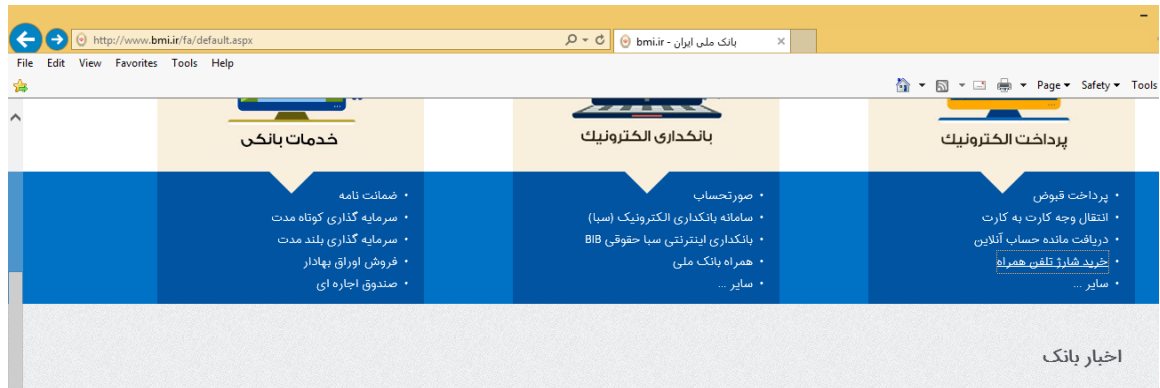 http://www.bmi.ir/fa/default.aspx
بانک ملی ایران - bmi.ir
File Edit View Favorites Tools Help
Page Safety Tools
پرداخت الکترونیک
پرداخت قبوض
انتقال وجه کارت به کارت
دریافت مانده حساب آنلاین
خرید شارژ تلفن همراه
سایر ...
بانکداری الکترونیک
صورتحساب
سامانه بانکداری الکترونیک (سبا)
بانکداری اینترنتی سبا حقوقی BIB
همراه بانک ملی
سایر ...
خدمات بانکی
ضمانت نامه
سرمایه گذاری کوتاه مدت
سرمایه گذاری بلند مدت
فروش اوراق بهادار
صندوق اجاره ای
اخبار بانک